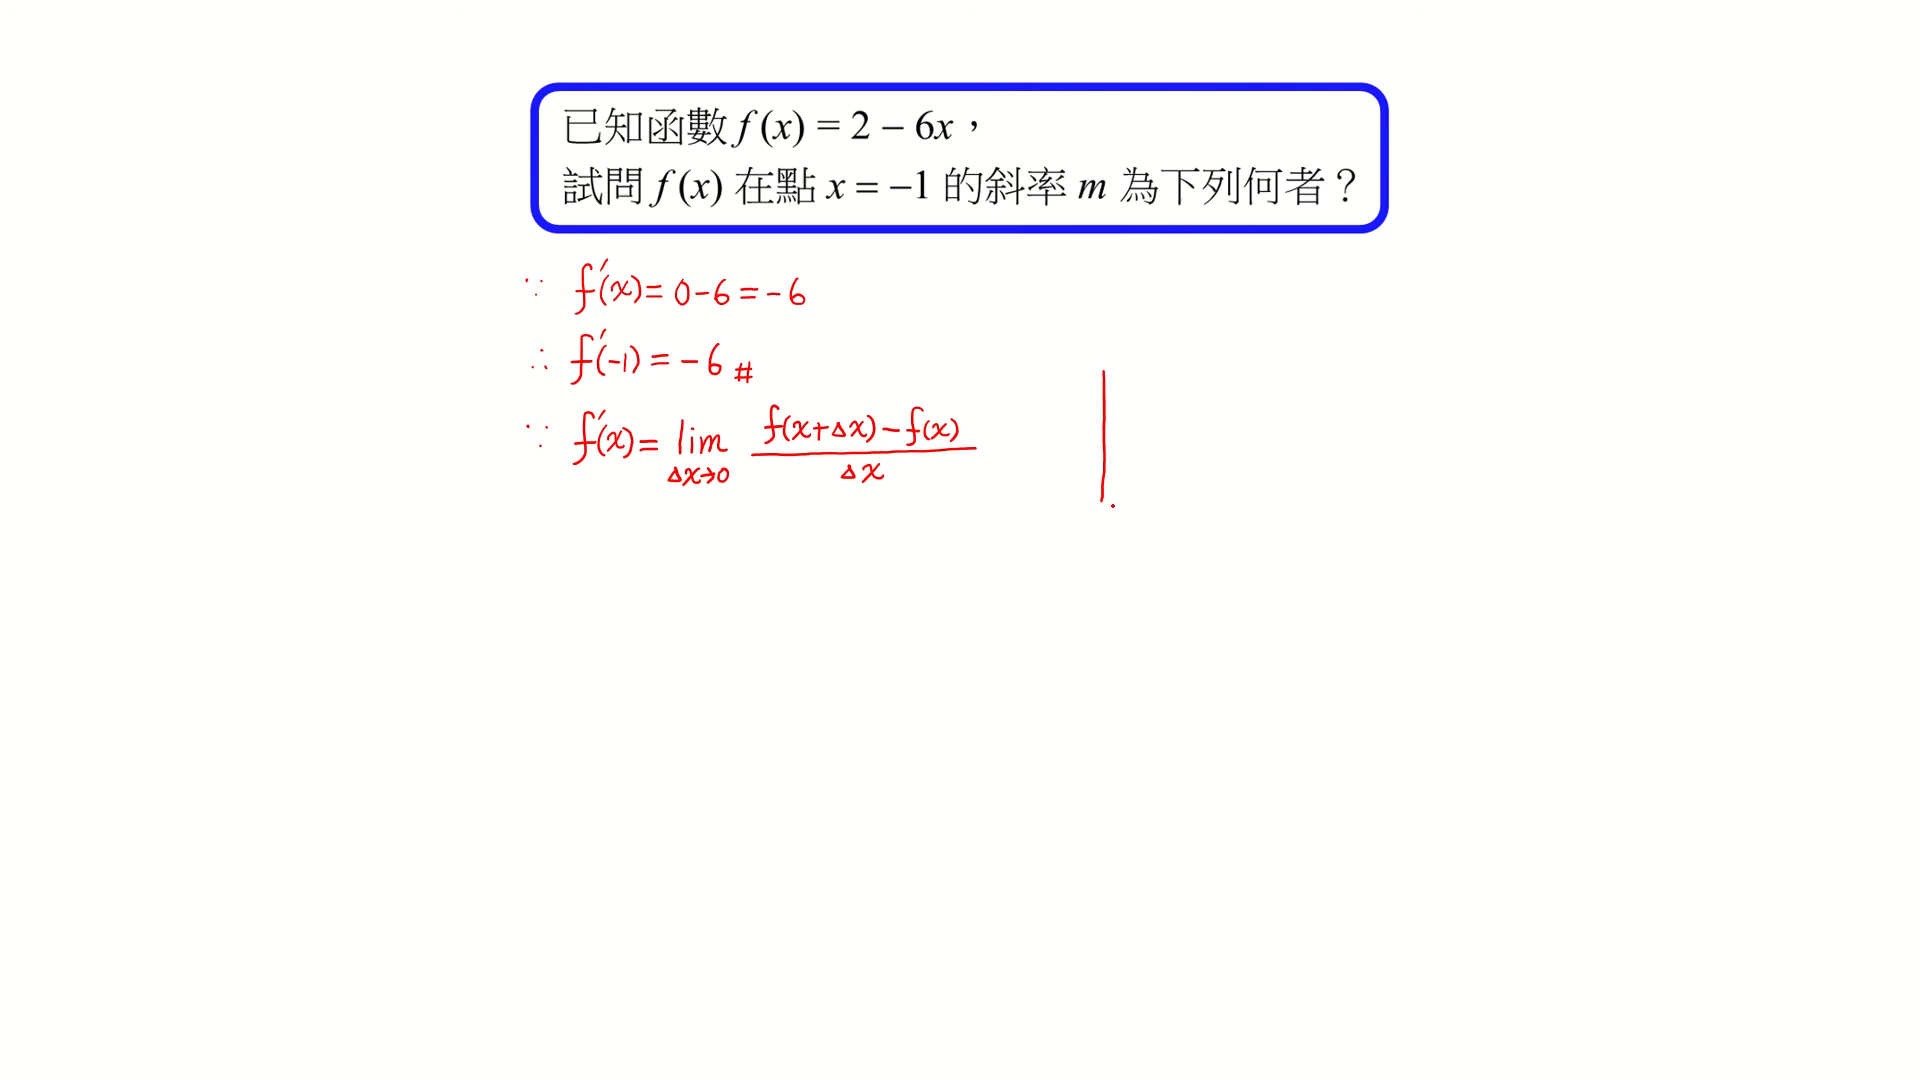 已知函數 f (x) = 2 – 6x，
試問 f (x) 在點 x = –1 的斜率 m 為下列何者？
∵ f′(x) = 0 - 6 = -6
∴ f′(-1) = -6 #
∵ f′(x) = lim Δx→0 f(x+Δx) - f(x) / Δx